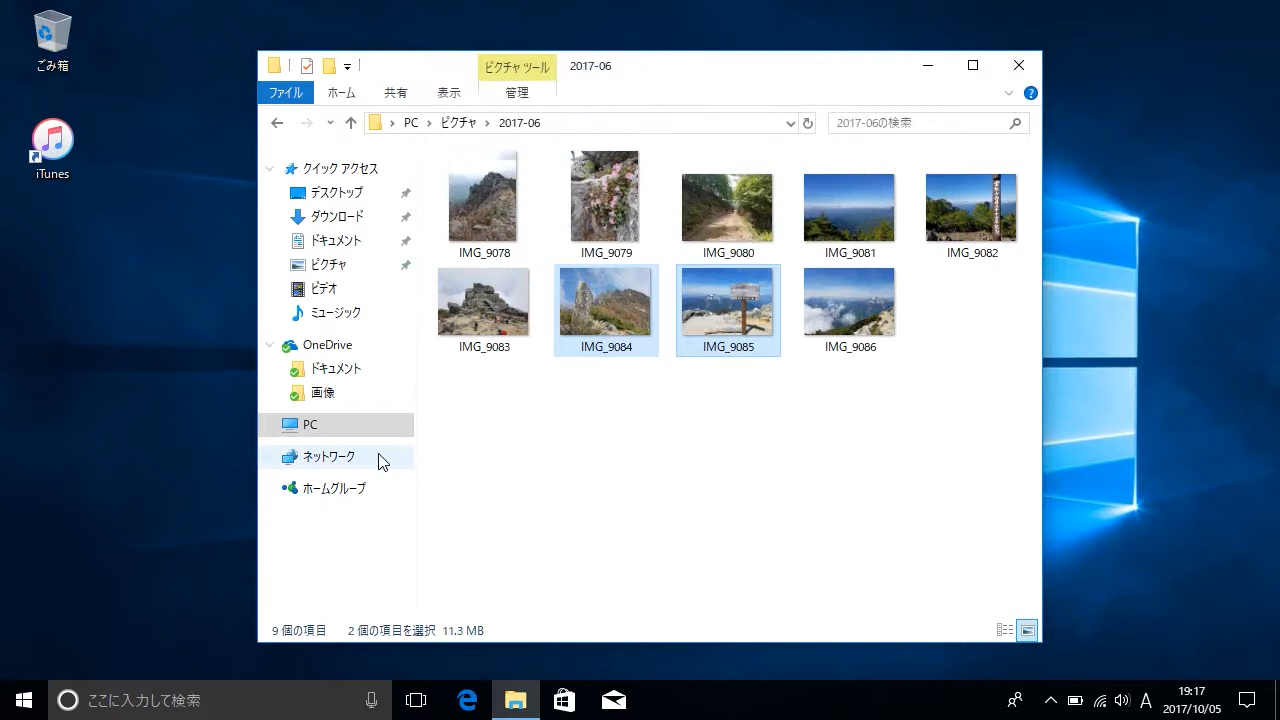 ごみ箱
iTunes
ピクチャ ツール
2017-06
ファイル
ホーム
共有
表示
管理
PC
ピクチャ
2017-06
2017-06の検索
クイック アクセス
デスクトップ
ダウンロード
ドキュメント
ピクチャ
ビデオ
ミュージック
OneDrive
ドキュメント
画像
PC
ネットワーク
ホームグループ
IMG_9078
IMG_9079
IMG_9080
IMG_9081
IMG_9082
IMG_9083
IMG_9084
IMG_9085
IMG_9086
9 個の項目
2 個の項目を選択 11.3 MB
ここに入力して検索
A
19:17
2017/10/05